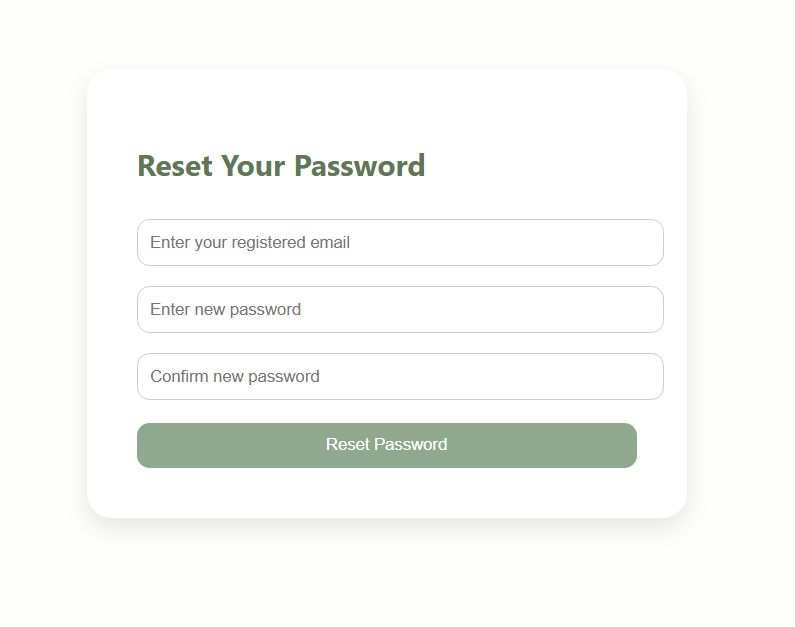 Reset Your Password
Enter your registered email
Enter new password
Confirm new password
Reset Password